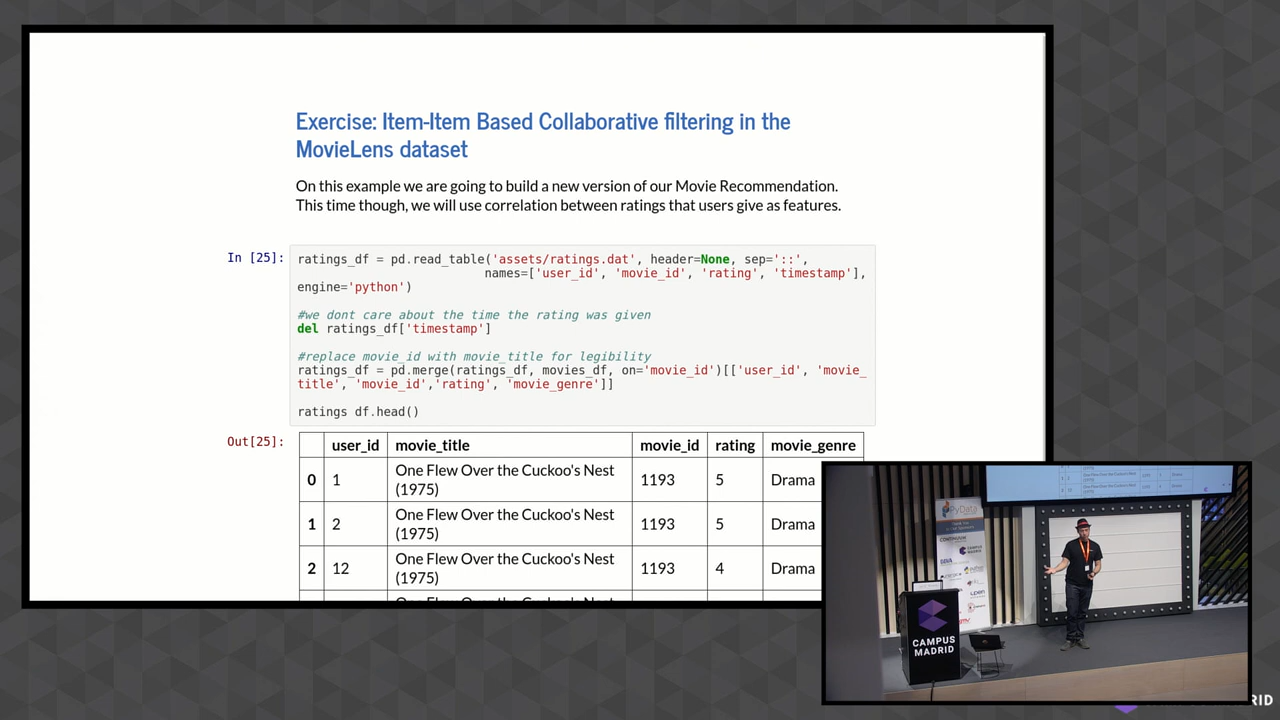 Exercise: Item-Item Based Collaborative filtering in the
MovieLens dataset
On this example we are going to build a new version of our Movie Recommendation.
This time though, we will use correlation between ratings that users give as features.
In [25]:
ratings_df = pd.read_table('assets/ratings.dat', header=None, sep='::',
names=['user_id', 'movie_id', 'rating', 'timestamp'],
engine='python')
#we dont care about the time the rating was given
del ratings_df['timestamp']
#replace movie_id with movie_title for legibility
ratings_df = pd.merge(ratings_df, movies_df, on='movie_id')[['user_id', 'movie_
title', 'movie_id','rating', 'movie_genre']]
ratings df.head()
Out[25]:
user_id movie_title movie_id rating movie_genre
0 1 One Flew Over the Cuckoo's Nest
(1975) 1193 5 Drama
1 2 One Flew Over the Cuckoo's Nest
(1975) 1193 5 Drama
2 12 One Flew Over the Cuckoo's Nest
(1975) 1193 4 Drama
PyData
CAMPUS
MADRID
RID